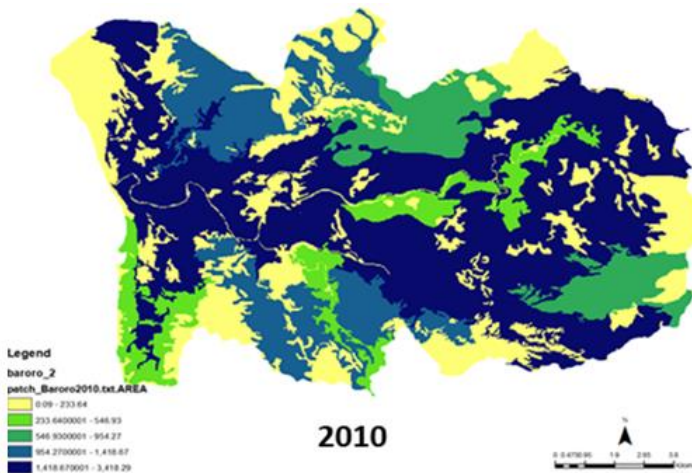 Legend
baroro_2
patch_Baroro2010.txt.AREA
0.09 - 233.64
233.6400001 - 546.93
546.9300001 - 954.27
954.2700001 - 1,418.67
1,418.670001 - 3,418.29
2010
N